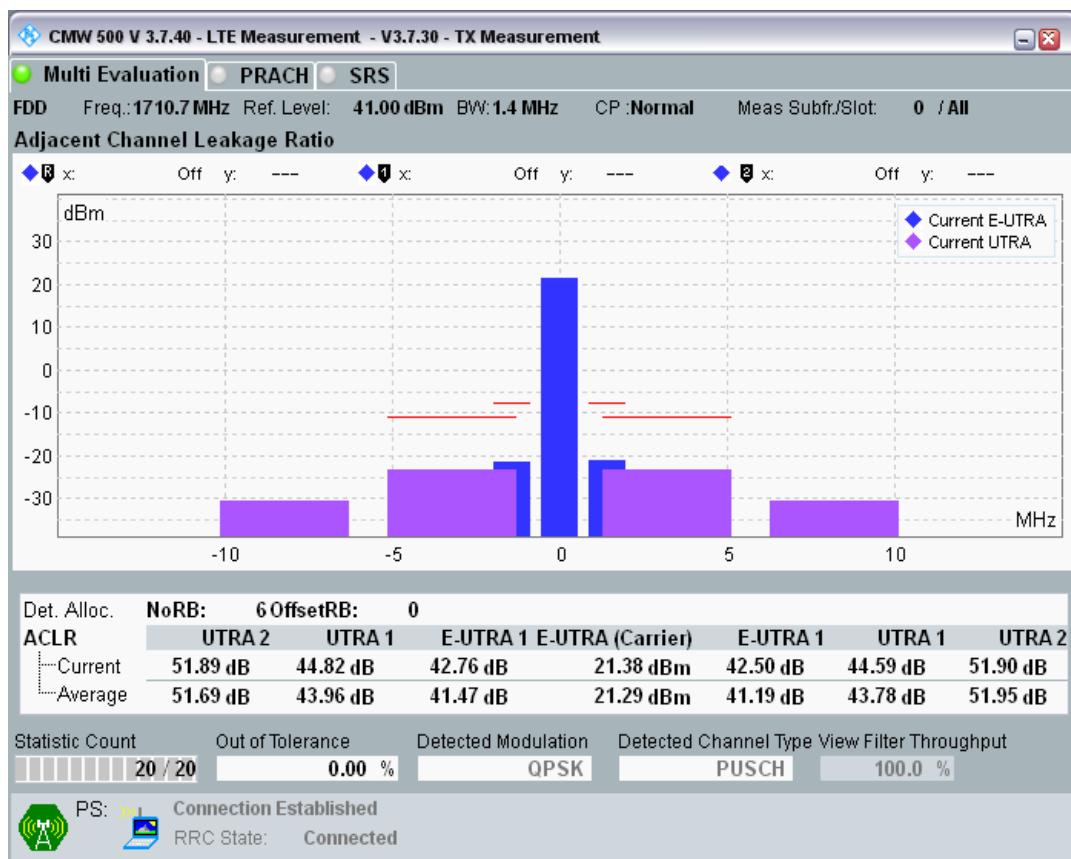 CMW 500 V 3.7.40 - LTE Measurement - V3.7.30 - TX Measurement
Multi Evaluation PRACH SRS
FDD Freq.: 1710.7 MHz Ref. Level: 41.00 dBm BW: 1.4 MHz CP :Normal Meas Subfr./Slot: 0 / All
Adjacent Channel Leakage Ratio
R x: Off y: --- 1 x: Off y: --- 2 x: Off y: ---
dBm
Current E-UTRA
Current UTRA
30
20
10
0
-10
-20
-30
MHz
-10 -5 0 5 10
Det. Alloc. NoRB: 6 OffsetRB: 0
ACLR UTRA 2 UTRA 1 E-UTRA 1 E-UTRA (Carrier) E-UTRA 1 UTRA 1 UTRA 2
Current 51.89 dB 44.82 dB 42.76 dB 21.38 dBm 42.50 dB 44.59 dB 51.90 dB
Average 51.69 dB 43.96 dB 41.47 dB 21.29 dBm 41.19 dB 43.78 dB 51.95 dB
Statistic Count Out of Tolerance Detected Modulation Detected Channel Type View Filter Throughput
20 / 20 0.00 % QPSK PUSCH 100.0 %
PS: Connection Established
RRC State: Connected